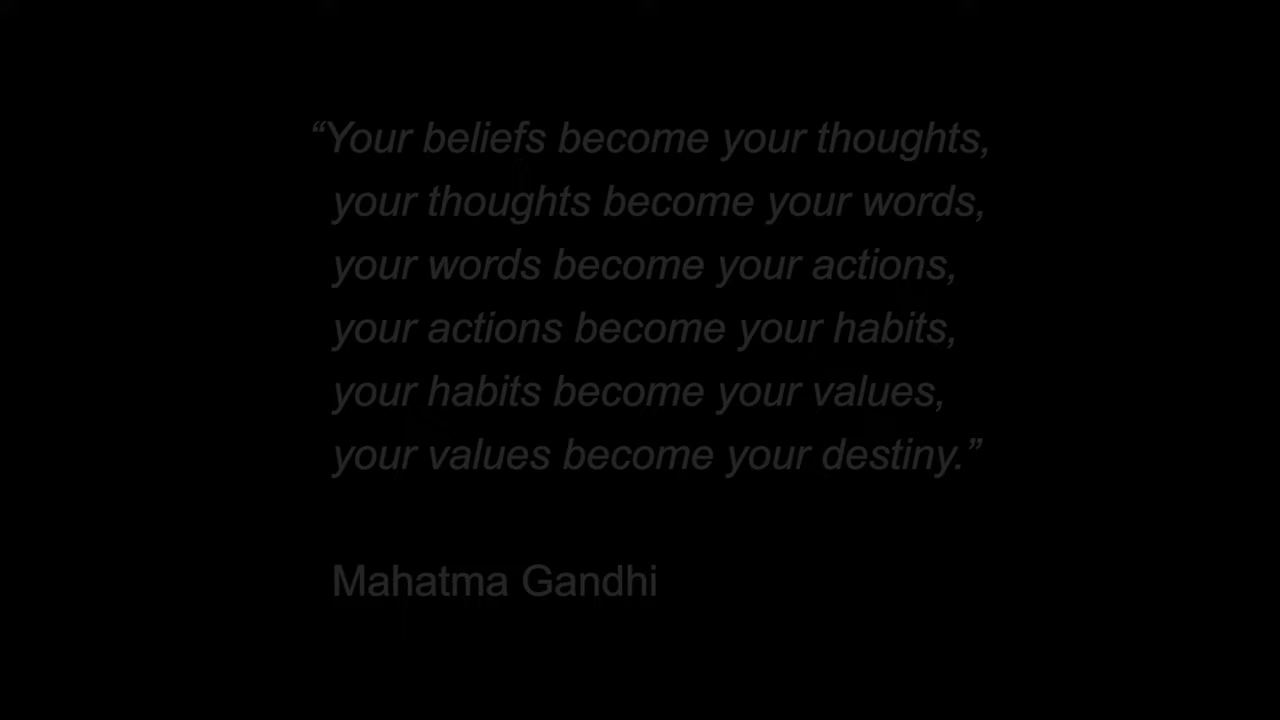 “Your beliefs become your thoughts,
your thoughts become your words,
your words become your actions,
your actions become your habits,
your habits become your values,
your values become your destiny.”
Mahatma Gandhi